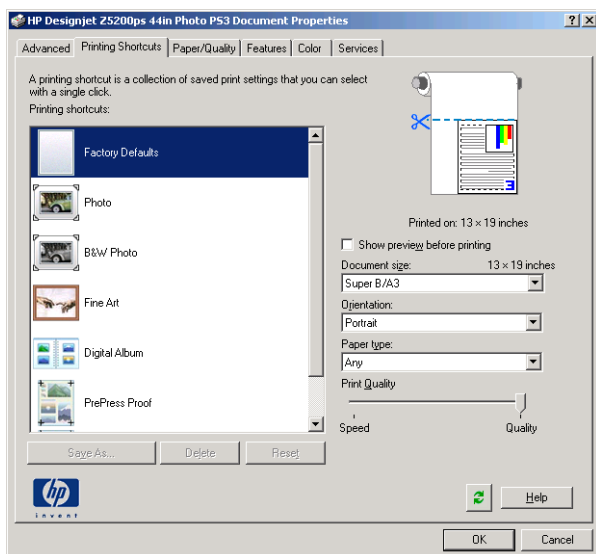 HP Designjet Z5200ps 44in Photo PS3 Document Properties
Advanced Printing Shortcuts Paper/Quality Features Color Services
A printing shortcut is a collection of saved print settings that you can select
with a single click.
Printing shortcuts:
Factory Defaults
Photo
B&W Photo
Fine Art
Digital Album
PrePress Proof
Save As... Delete Reset
hp
invent
3
Printed on: 13 × 19 inches
Show preview before printing
Document size: 13 × 19 inches
Super B/A3
Orientation:
Portrait
Paper type:
Any
Print Quality
Speed Quality
Help
OK Cancel